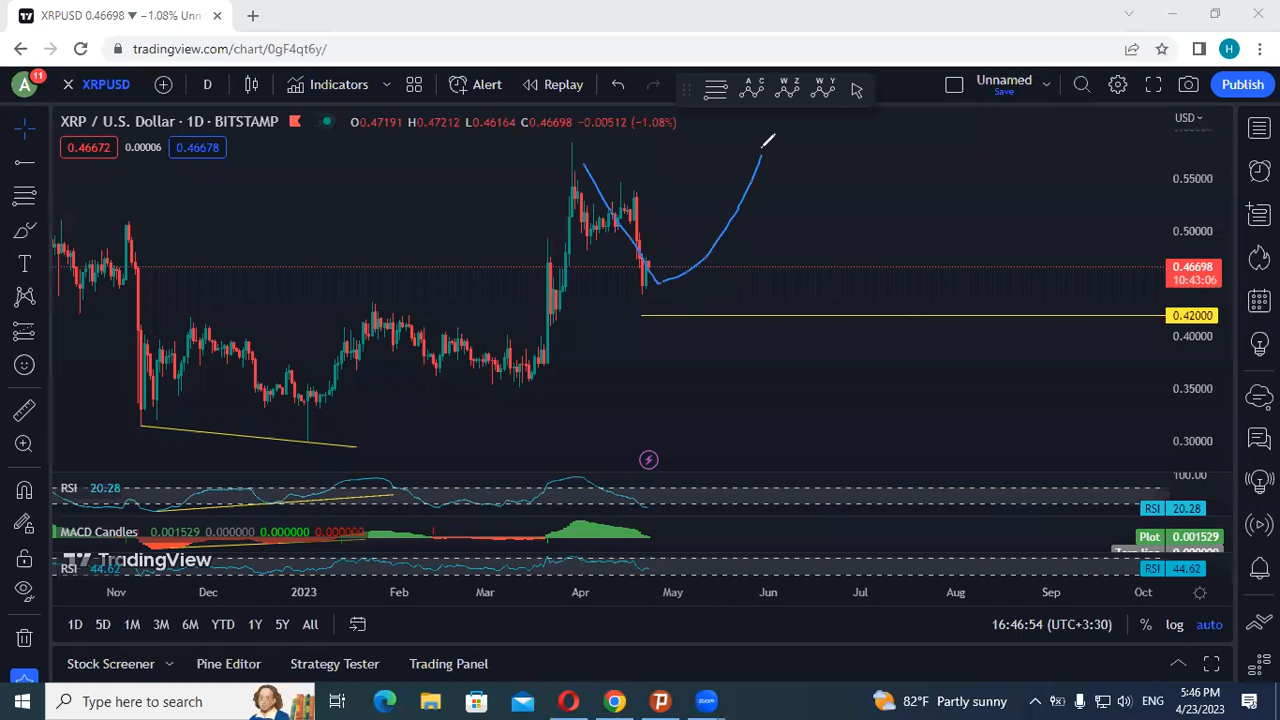 XRPUSD 0.46698 ▼ −1.08% Unn
tradingview.com/chart/0gF4qt6y/
H
A
11
XRPUSD
D
Indicators
Alert
Replay
A C
W Z
W Y
Unnamed
Save
Publish
XRP / U.S. Dollar · 1D · BITSTAMP
O0.47191 H0.47212 L0.46164 C0.46698 −0.00512 (−1.08%)
USD
0.46672
0.00006
0.46678
0.55000
0.50000
0.46698
10:43:06
0.42000
0.40000
0.35000
0.30000
100.00
RSI 20.28
RSI 20.28
MACD Candles 0.001529 0.000000 0.000000 0.000000
Plot 0.001529
TradingView
RSI 44.62
RSI 44.62
Nov Dec 2023 Feb Mar Apr May Jun Jul Aug Sep Oct
1D 5D 1M 3M 6M YTD 1Y 5Y All
16:46:54 (UTC+3:30)
% log auto
Stock Screener
Pine Editor
Strategy Tester
Trading Panel
Type here to search
zoom
82°F Partly sunny
ENG
5:46 PM
4/23/2023